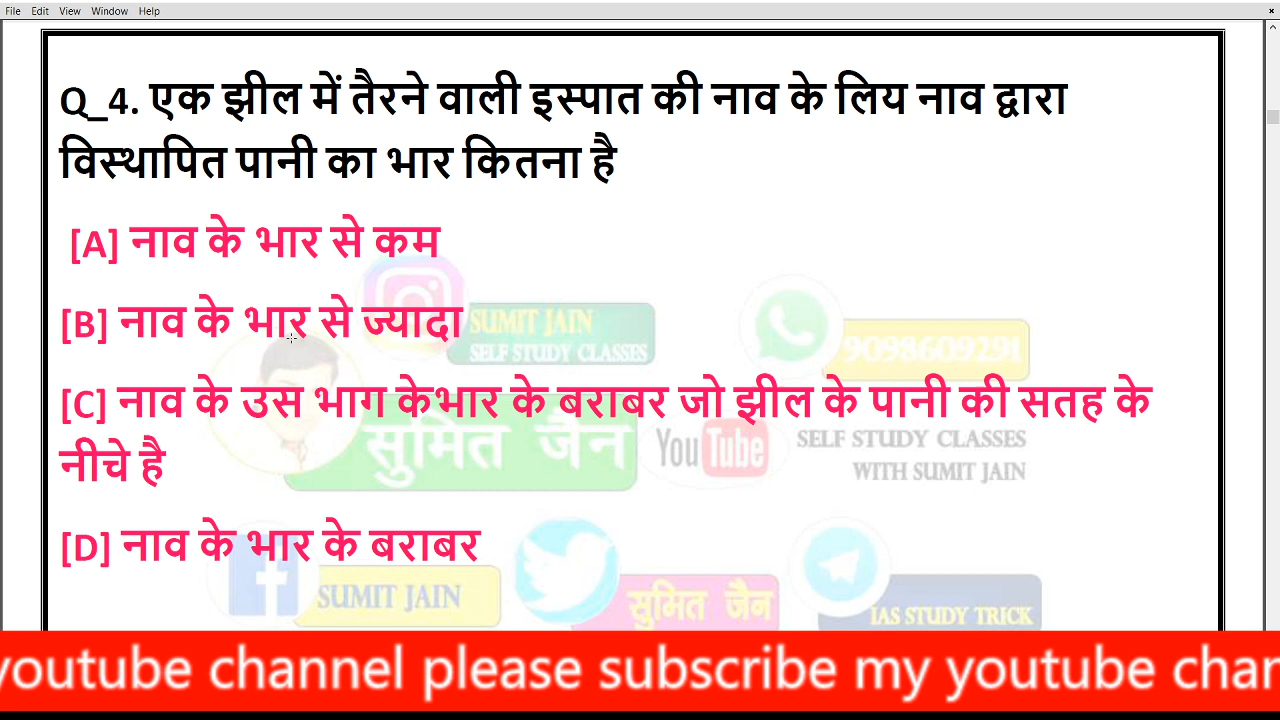 File Edit View Window Help
Q_4. एक झील में तैरने वाली इस्पात की नाव के लिय नाव द्वारा
विस्थापित पानी का भार कितना है
[A] नाव के भार से कम
[B] नाव के भार से ज्यादा
SUMIT JAIN
SELF STUDY CLASSES
9098609291
[C] नाव के उस भाग केभार के बराबर जो झील के पानी की सतह के
नीचे है
सुमित जैन
YouTube
SELF STUDY CLASSES
WITH SUMIT JAIN
[D] नाव के भार के बराबर
SUMIT JAIN
सुमित जैन
IAS STUDY TRICK
youtube channel please subscribe my youtube chan